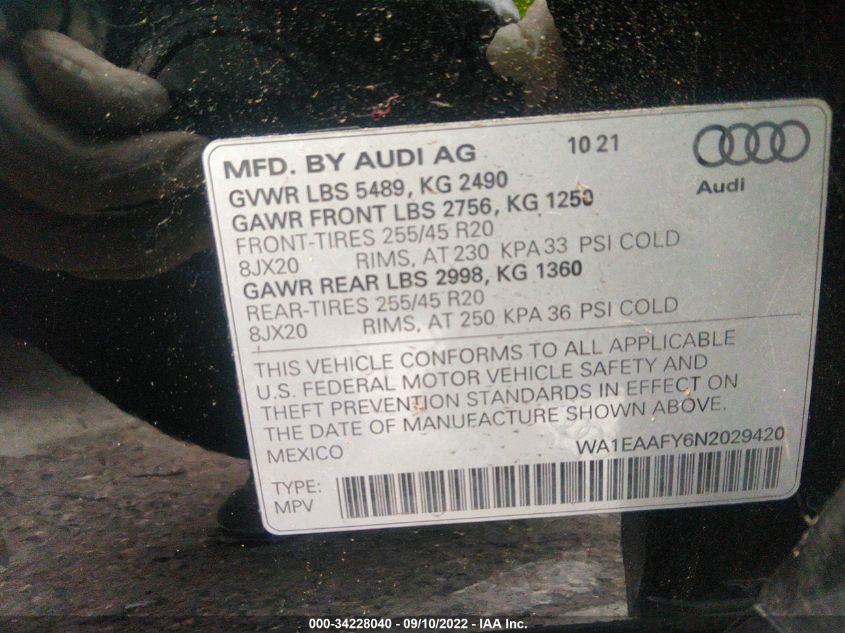 MFD. BY AUDI AG 10 21
Audi
GVWR LBS 5489, KG 2490
GAWR FRONT LBS 2756, KG 1250
FRONT-TIRES 255/45 R20
8JX20 RIMS, AT 230 KPA 33 PSI COLD
GAWR REAR LBS 2998, KG 1360
REAR-TIRES 255/45 R20
8JX20 RIMS, AT 250 KPA 36 PSI COLD
THIS VEHICLE CONFORMS TO ALL APPLICABLE
U.S. FEDERAL MOTOR VEHICLE SAFETY AND
THEFT PREVENTION STANDARDS IN EFFECT ON
THE DATE OF MANUFACTURE SHOWN ABOVE.
MEXICO WA1EAAFY6N2029420
TYPE:
MPV
000-34228040 - 09/10/2022 - IAA Inc.